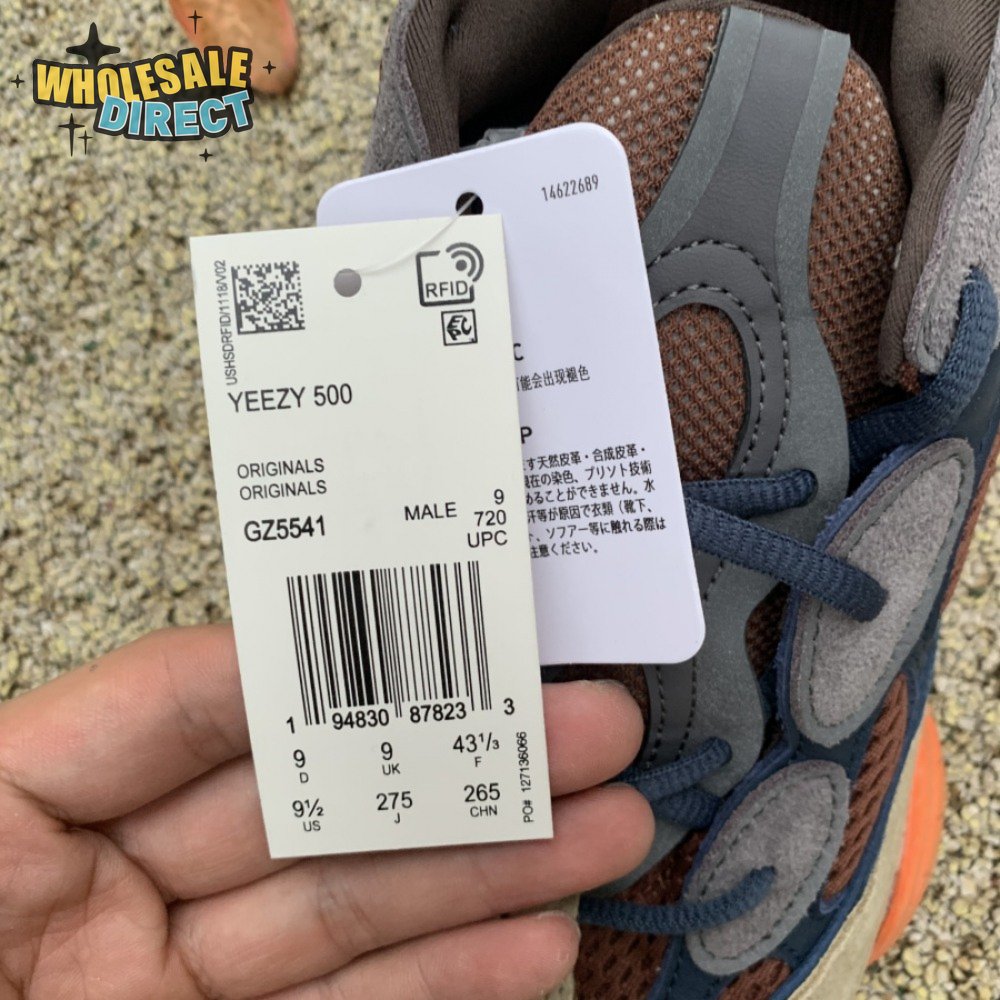 WHOLESALE
DIRECT
14622689
USHSDRFID/1118/V02
RFID
EPC
YEEZY 500
ORIGINALS
ORIGINALS
GZ5541
MALE 9
720
UPC
1 94830 87823 3
9 D
9 UK
43⅓ F
9½ US
275 J
265 CHN
PO# 127136066
C
能会出现褪色
P
す天然皮革・合成皮革・
在の染色、プリント技術
めることができません。水
汗等が原因で衣類（靴下、
、ソファー等に触れる際は
注意ください。